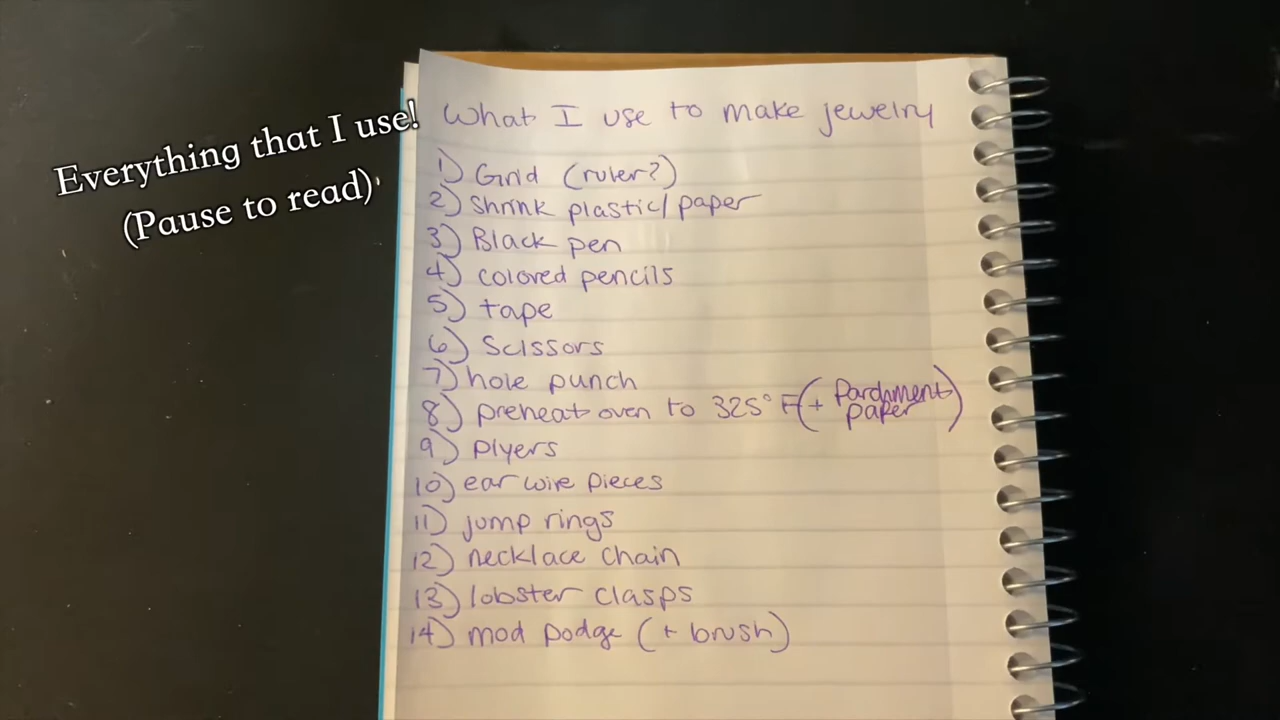 Everything that I use!
(Pause to read)
What I use to make jewelry
1) Grid (ruler?)
2) Shrink plastic/paper
3) Black pen
4) colored pencils
5) tape
6) Scissors
7) hole punch
8) preheat oven to 325° F (+ Pardament paper)
9) plyers
10) ear wire pieces
11) jump rings
12) necklace chain
13) lobster clasps
14) mod podge (+ brush)